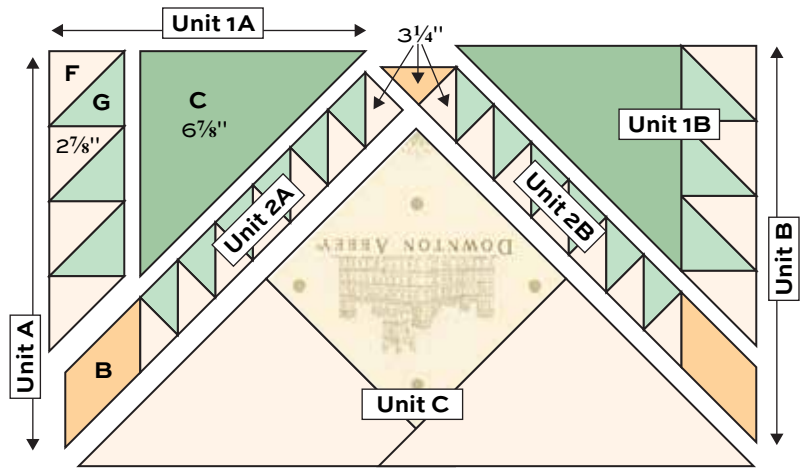 Unit 1A
3¼"
F
G
C
6⅞"
2⅞"
Unit 1B
Unit 2A
Unit 2B
DOWNTON ABBEY
Unit A
Unit B
B
Unit C